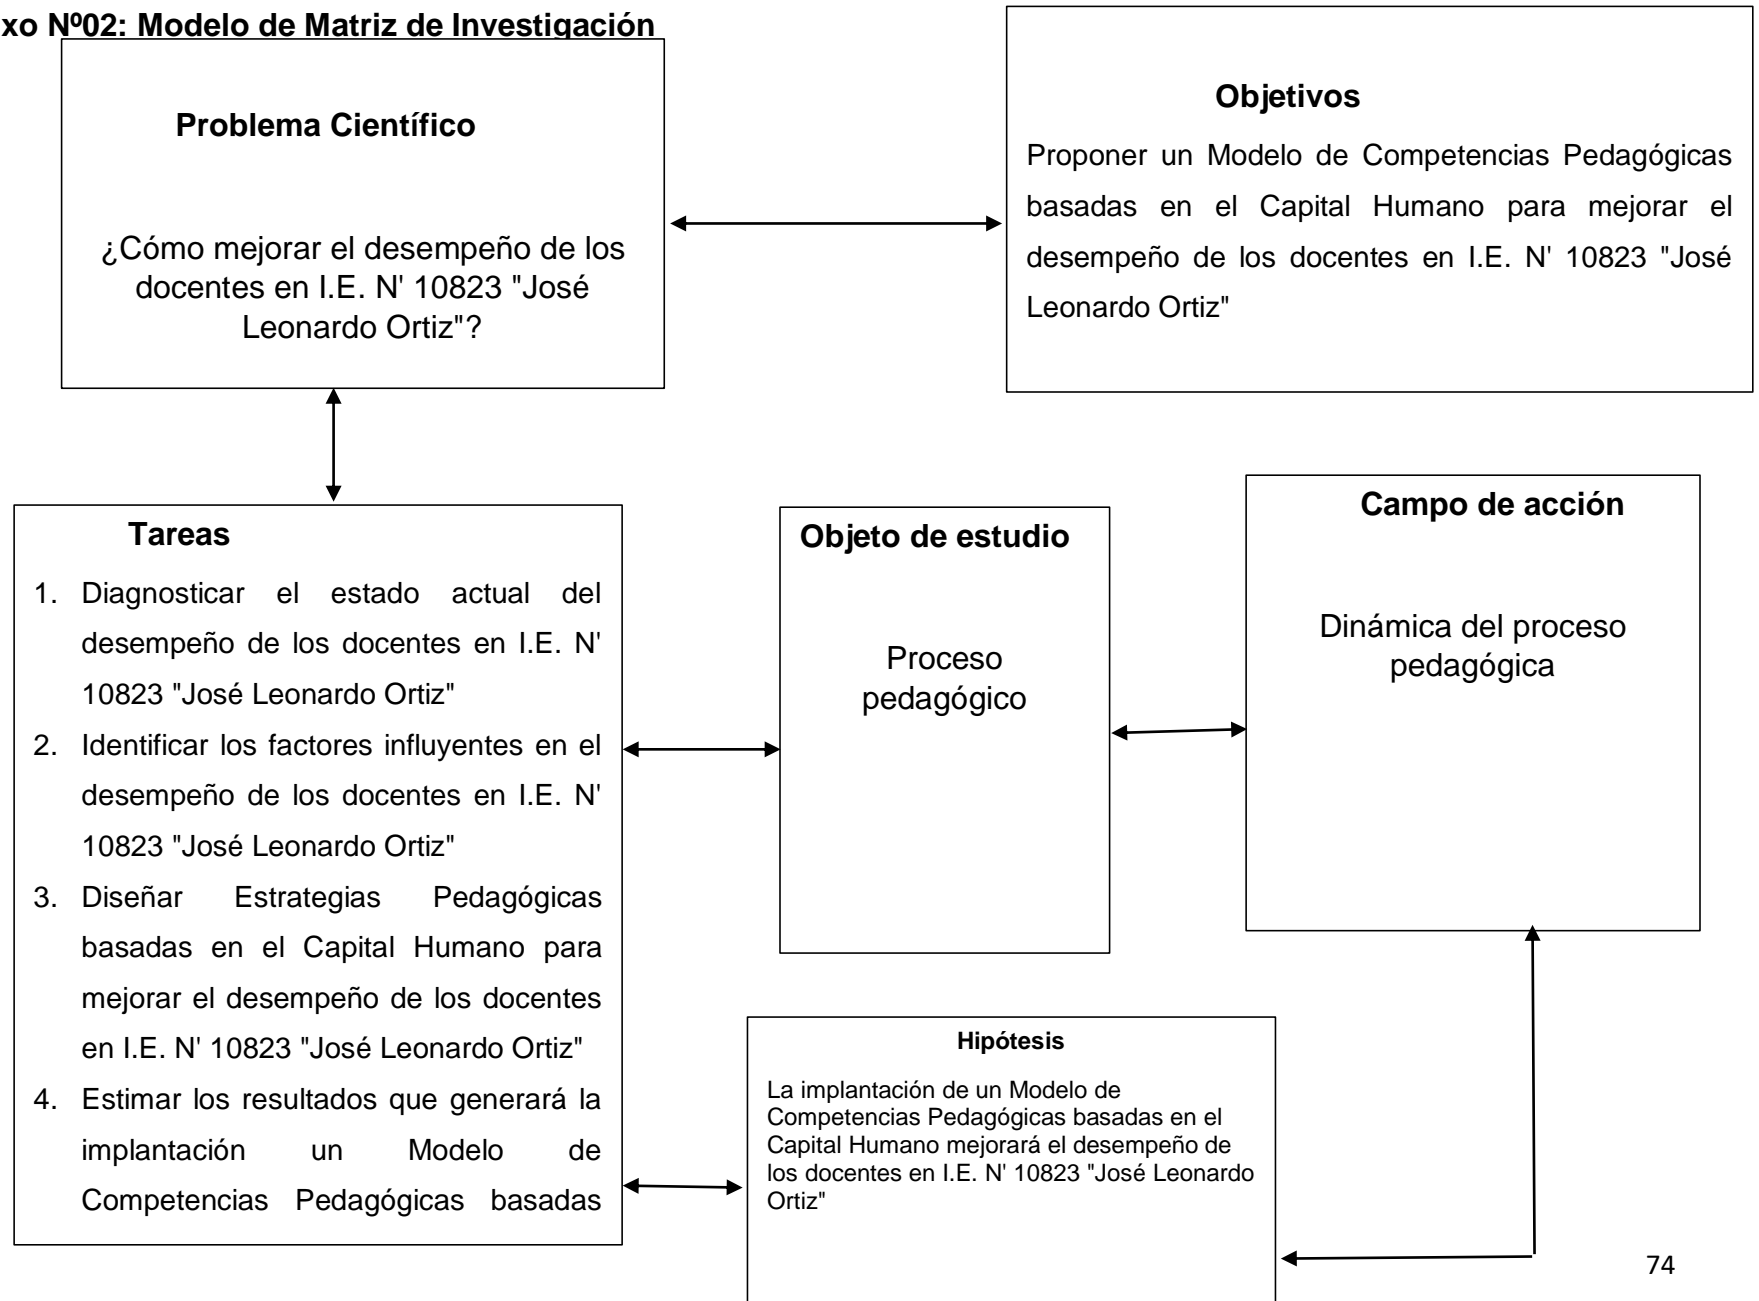 xo Nº02: Modelo de Matriz de Investigación
Problema Científico
¿Cómo mejorar el desempeño de los
docentes en I.E. N' 10823 "José
Leonardo Ortiz"?
Objetivos
Proponer un Modelo de Competencias Pedagógicas
basadas en el Capital Humano para mejorar el
desempeño de los docentes en I.E. N' 10823 "José
Leonardo Ortiz"
Tareas
1. Diagnosticar el estado actual del
desempeño de los docentes en I.E. N'
10823 "José Leonardo Ortiz"
2. Identificar los factores influyentes en el
desempeño de los docentes en I.E. N'
10823 "José Leonardo Ortiz"
3. Diseñar Estrategias Pedagógicas
basadas en el Capital Humano para
mejorar el desempeño de los docentes
en I.E. N' 10823 "José Leonardo Ortiz"
4. Estimar los resultados que generará la
implantación un Modelo de
Competencias Pedagógicas basadas
Objeto de estudio
Proceso
pedagógico
Campo de acción
Dinámica del proceso
pedagógica
Hipótesis
La implantación de un Modelo de
Competencias Pedagógicas basadas en el
Capital Humano mejorará el desempeño de
los docentes en I.E. N' 10823 "José Leonardo
Ortiz"
74